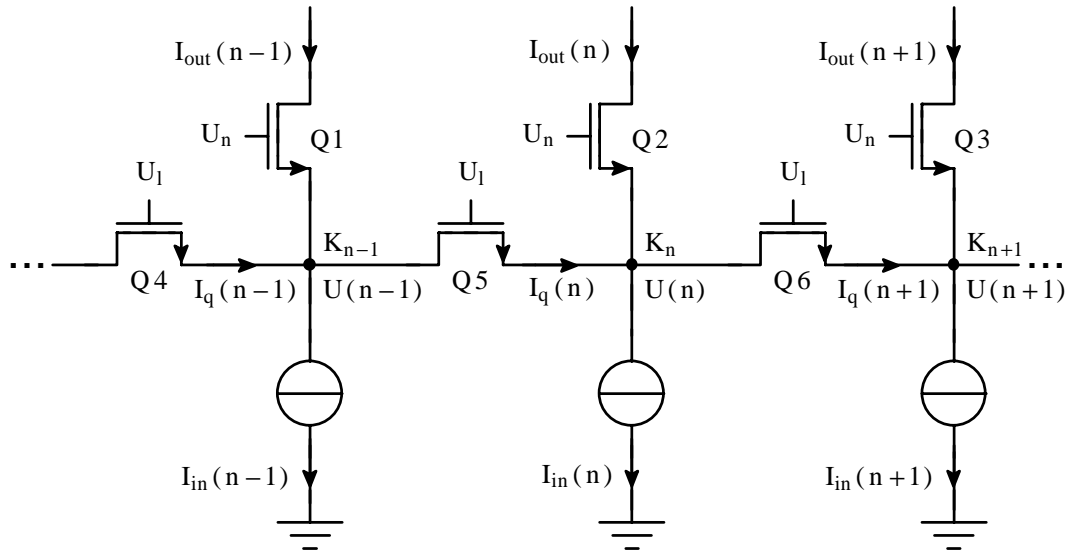 I_out(n−1) I_out(n) I_out(n+1)
U_n Q1 U_n Q2 U_n Q3
U_l U_l U_l
K_n−1 K_n K_n+1
... Q4 I_q(n−1) U(n−1) Q5 I_q(n) U(n) Q6 I_q(n+1) U(n+1) ...
I_in(n−1) I_in(n) I_in(n+1)